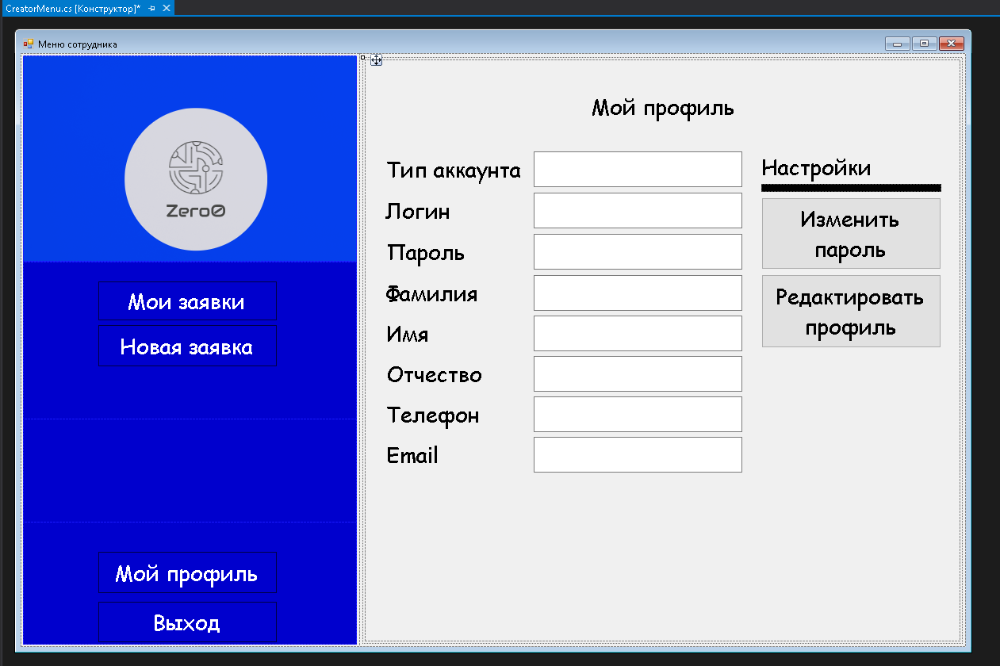 CreatorMenu.cs [Конструктор]*
Меню сотрудника
Zero0
Мои заявки
Новая заявка
Мой профиль
Выход
Мой профиль
Тип аккаунта
Логин
Пароль
Фамилия
Имя
Отчество
Телефон
Email
Настройки
Изменить
пароль
Редактировать
профиль